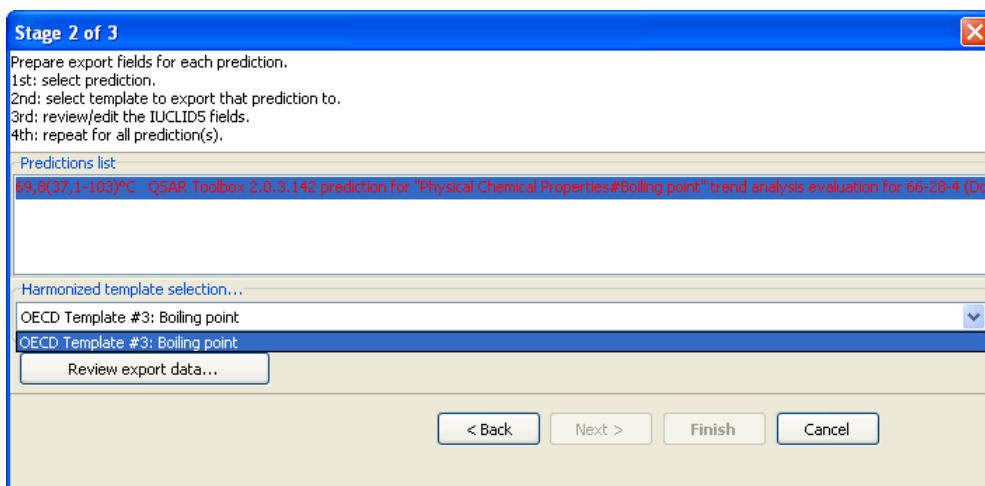 Stage 2 of 3
Prepare export fields for each prediction.
1st: select prediction.
2nd: select template to export that prediction to.
3rd: review/edit the IUCLID5 fields.
4th: repeat for all prediction(s).
Predictions list
69,8(37,1-103)ºC QSAR Toolbox 2.0.3.142 prediction for "Physical Chemical Properties#Boiling point" trend analysis evaluation for 66-28-4 (Do
Harmonized template selection...
OECD Template #3: Boiling point
OECD Template #3: Boiling point
Review export data...
< Back Next > Finish Cancel